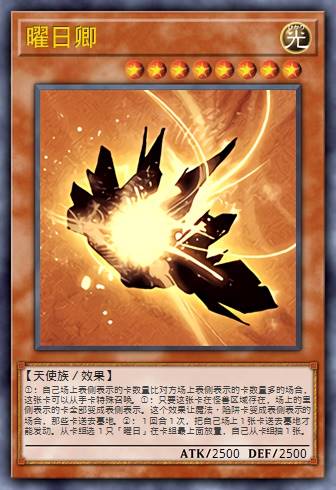 曜日卿
光
【天使族／效果】
①：自己场上表侧表示的卡数量比对方场上表侧表示的卡数量多的场合，
这张卡可以从手卡特殊召唤。①：只要这张卡在怪兽区域存在，场上的里
侧表示的卡全部变成表侧表示。这个效果让魔法·陷阱卡变成表侧表示的
场合，那些卡送去墓地。①：1回合1次，把自己场上1张卡送去墓地才
能发动。从卡组选1只「曜日」在卡组最上面放置，自己从卡组抽1张。
ATK/2500 DEF/2500